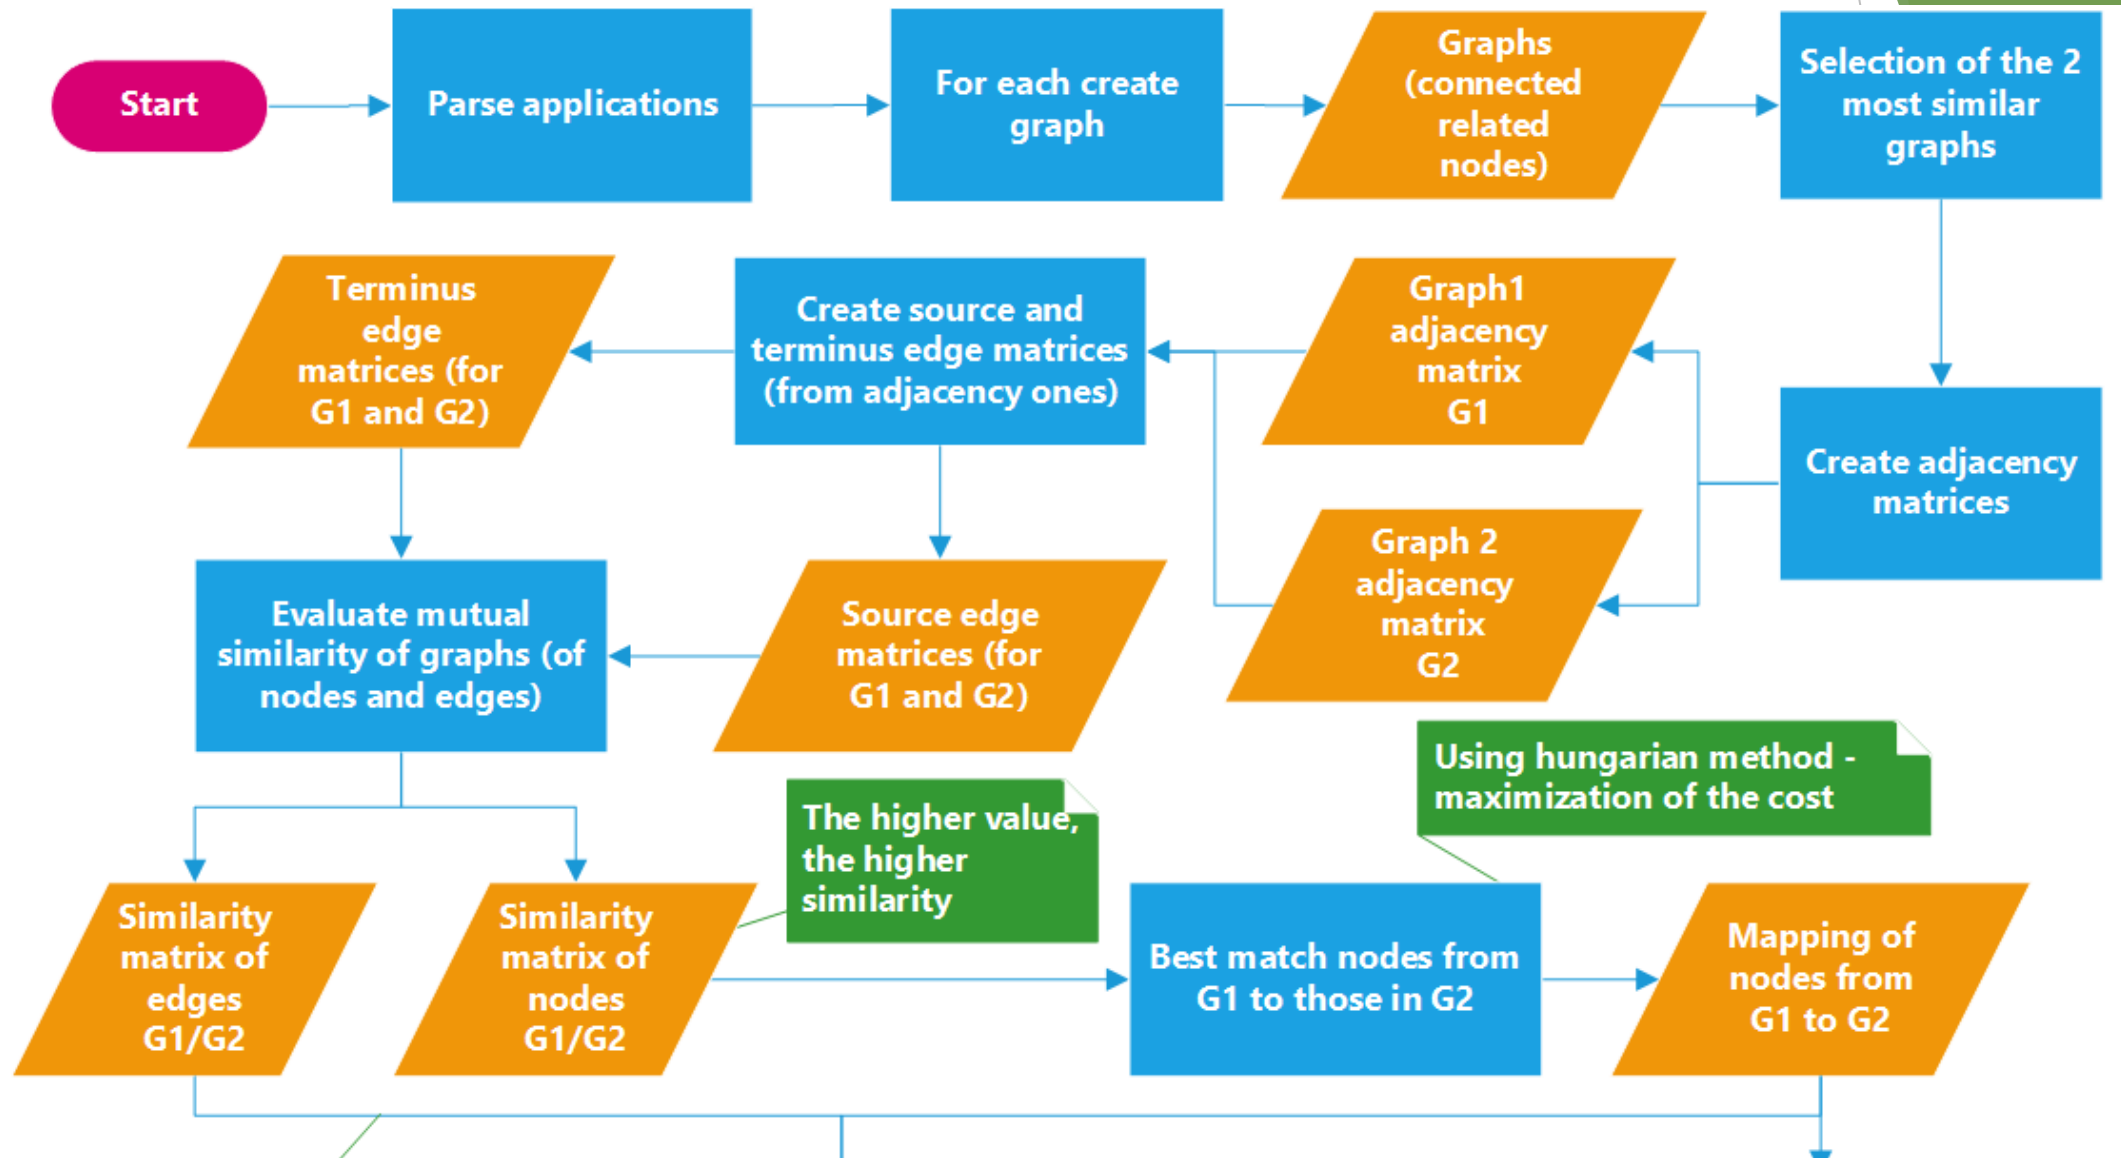 Start
Parse applications
For each create
graph
Graphs
(connected
related
nodes)
Selection of the 2
most similar
graphs
Terminus
edge
matrices (for
G1 and G2)
Create source and
terminus edge matrices
(from adjacency ones)
Graph1
adjacency
matrix
G1
Create adjacency
matrices
Graph 2
adjacency
matrix
G2
Evaluate mutual
similarity of graphs (of
nodes and edges)
Source edge
matrices (for
G1 and G2)
Using hungarian method -
maximization of the cost
The higher value,
the higher
similarity
Similarity
matrix of
edges
G1/G2
Similarity
matrix of
nodes
G1/G2
Best match nodes from
G1 to those in G2
Mapping of
nodes from
G1 to G2